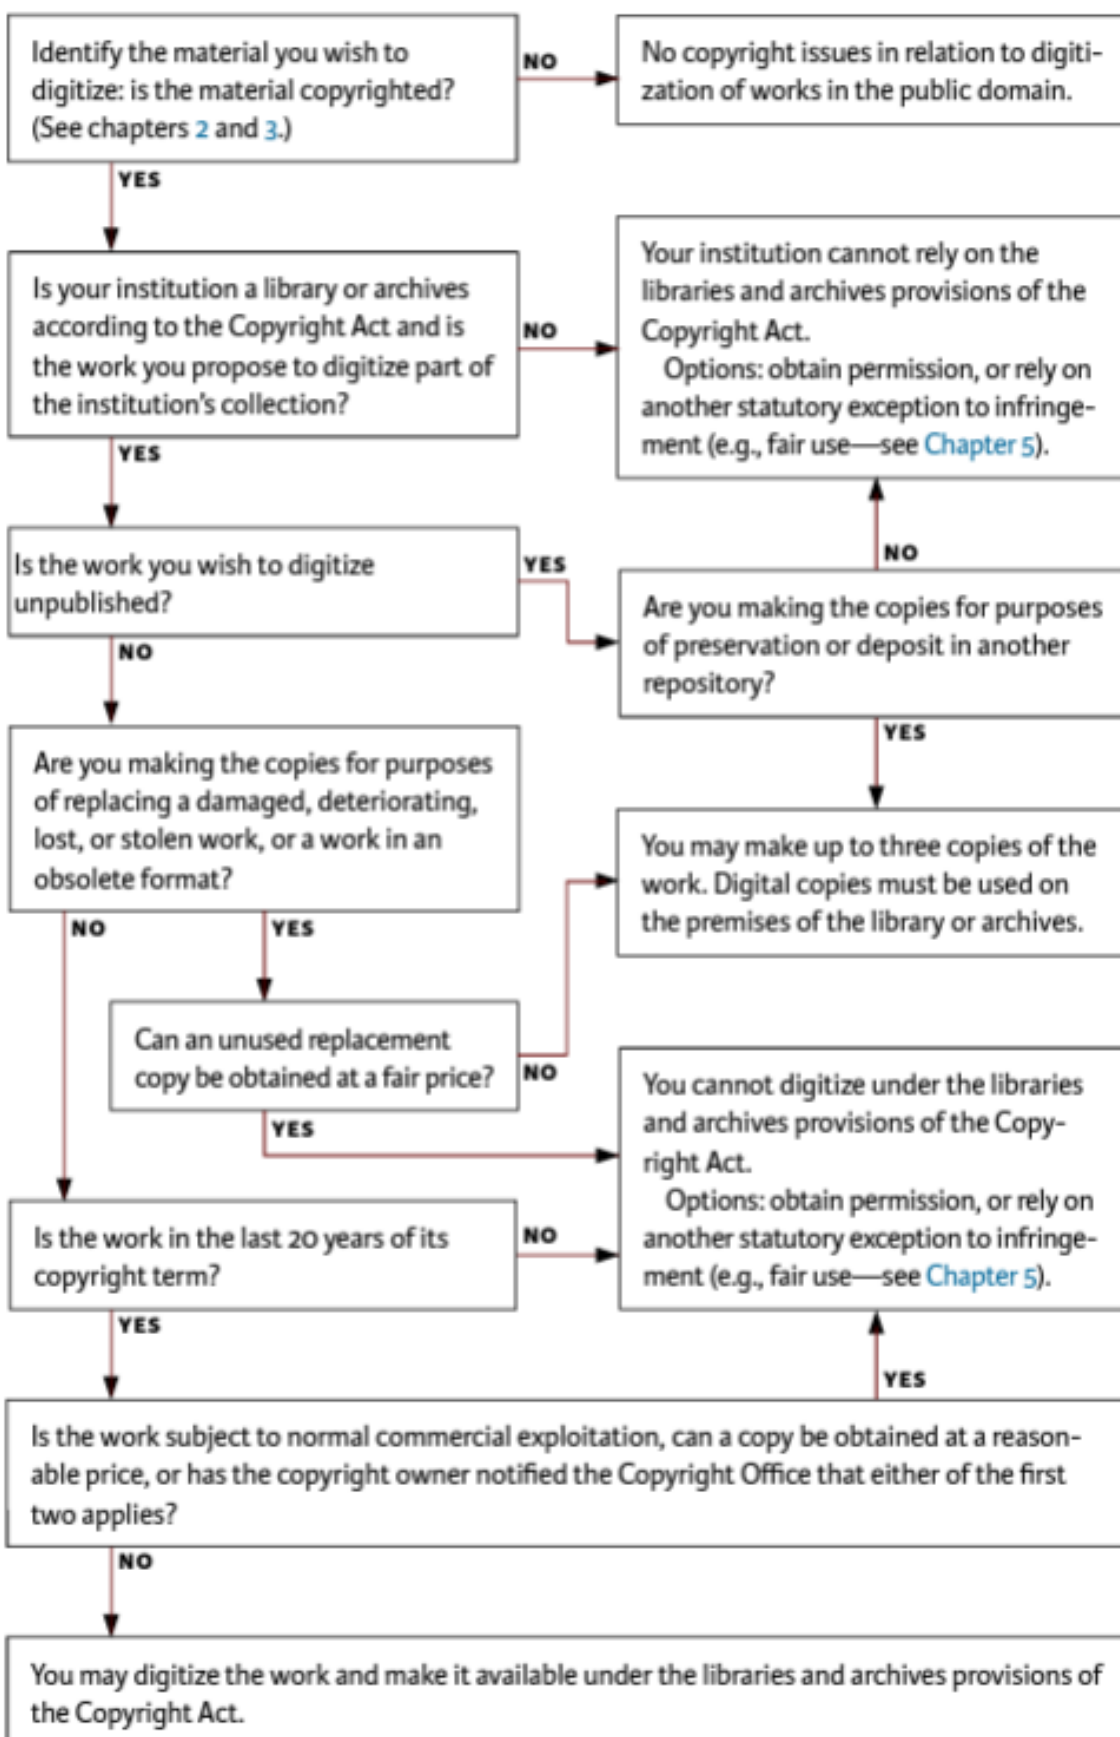 Identify the material you wish to
digitize: is the material copyrighted?
(See chapters 2 and 3.)
NO
No copyright issues in relation to digiti-
zation of works in the public domain.
YES
Is your institution a library or archives
according to the Copyright Act and is
the work you propose to digitize part of
the institution's collection?
NO
Your institution cannot rely on the
libraries and archives provisions of the
Copyright Act.
Options: obtain permission, or rely on
another statutory exception to infringe-
ment (e.g., fair use—see Chapter 5).
YES
Is the work you wish to digitize
unpublished?
YES
NO
Are you making the copies for purposes
of preservation or deposit in another
repository?
NO
YES
Are you making the copies for purposes
of replacing a damaged, deteriorating,
lost, or stolen work, or a work in an
obsolete format?
You may make up to three copies of the
work. Digital copies must be used on
the premises of the library or archives.
NO
YES
Can an unused replacement
copy be obtained at a fair price?
NO
YES
You cannot digitize under the libraries
and archives provisions of the Copy-
right Act.
Options: obtain permission, or rely on
another statutory exception to infringe-
ment (e.g., fair use—see Chapter 5).
Is the work in the last 20 years of its
copyright term?
NO
YES
YES
Is the work subject to normal commercial exploitation, can a copy be obtained at a reason-
able price, or has the copyright owner notified the Copyright Office that either of the first
two applies?
NO
You may digitize the work and make it available under the libraries and archives provisions of
the Copyright Act.